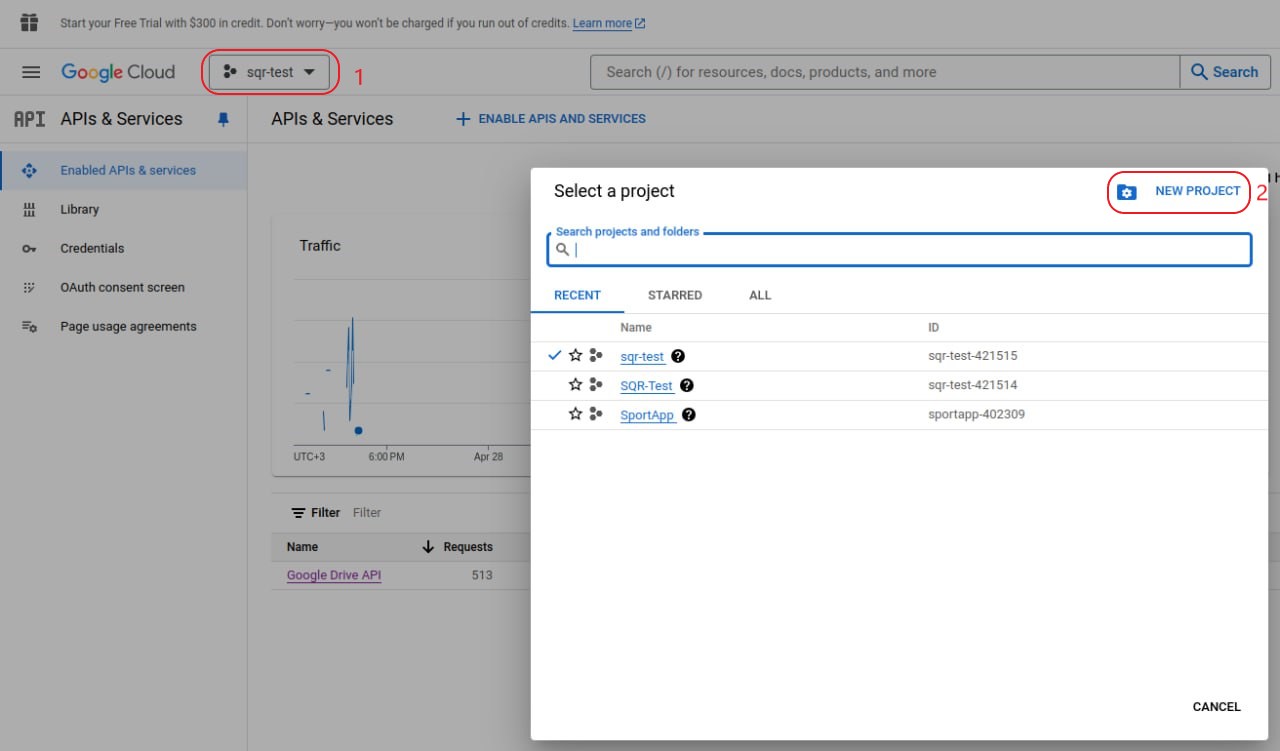 Start your Free Trial with $300 in credit. Don't worry—you won't be charged if you run out of credits. Learn more
Google Cloud
sqr-test
1
Search (/) for resources, docs, products, and more
Search
API
APIs & Services
APIs & Services
ENABLE APIS AND SERVICES
Enabled APIs & services
Library
Credentials
OAuth consent screen
Page usage agreements
Traffic
UTC+3
6:00 PM
Apr 28
Filter
Filter
Name
Requests
Google Drive API
513
Select a project
NEW PROJECT
2
Search projects and folders
RECENT
STARRED
ALL
Name
ID
sqr-test
sqr-test-421515
SQR-Test
sqr-test-421514
SportApp
sportapp-402309
CANCEL